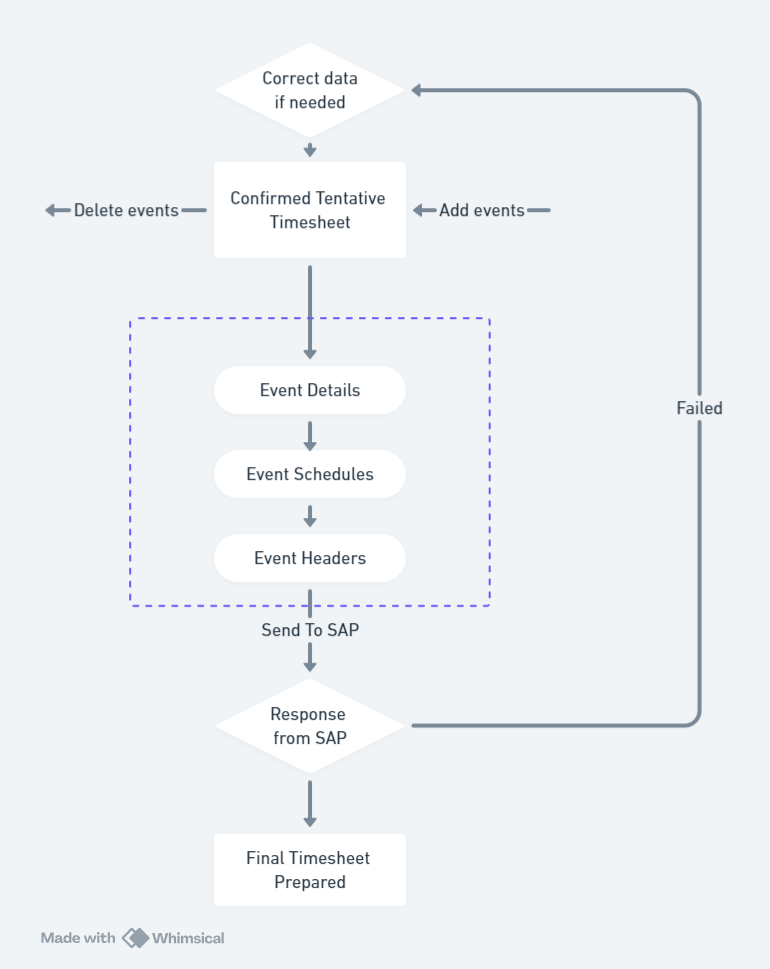 Correct data
if needed
Confirmed Tentative
Timesheet
Delete events
Add events
Event Details
Failed
Event Schedules
Event Headers
Send To SAP
Response
from SAP
Final Timesheet
Prepared
Made with Whimsical